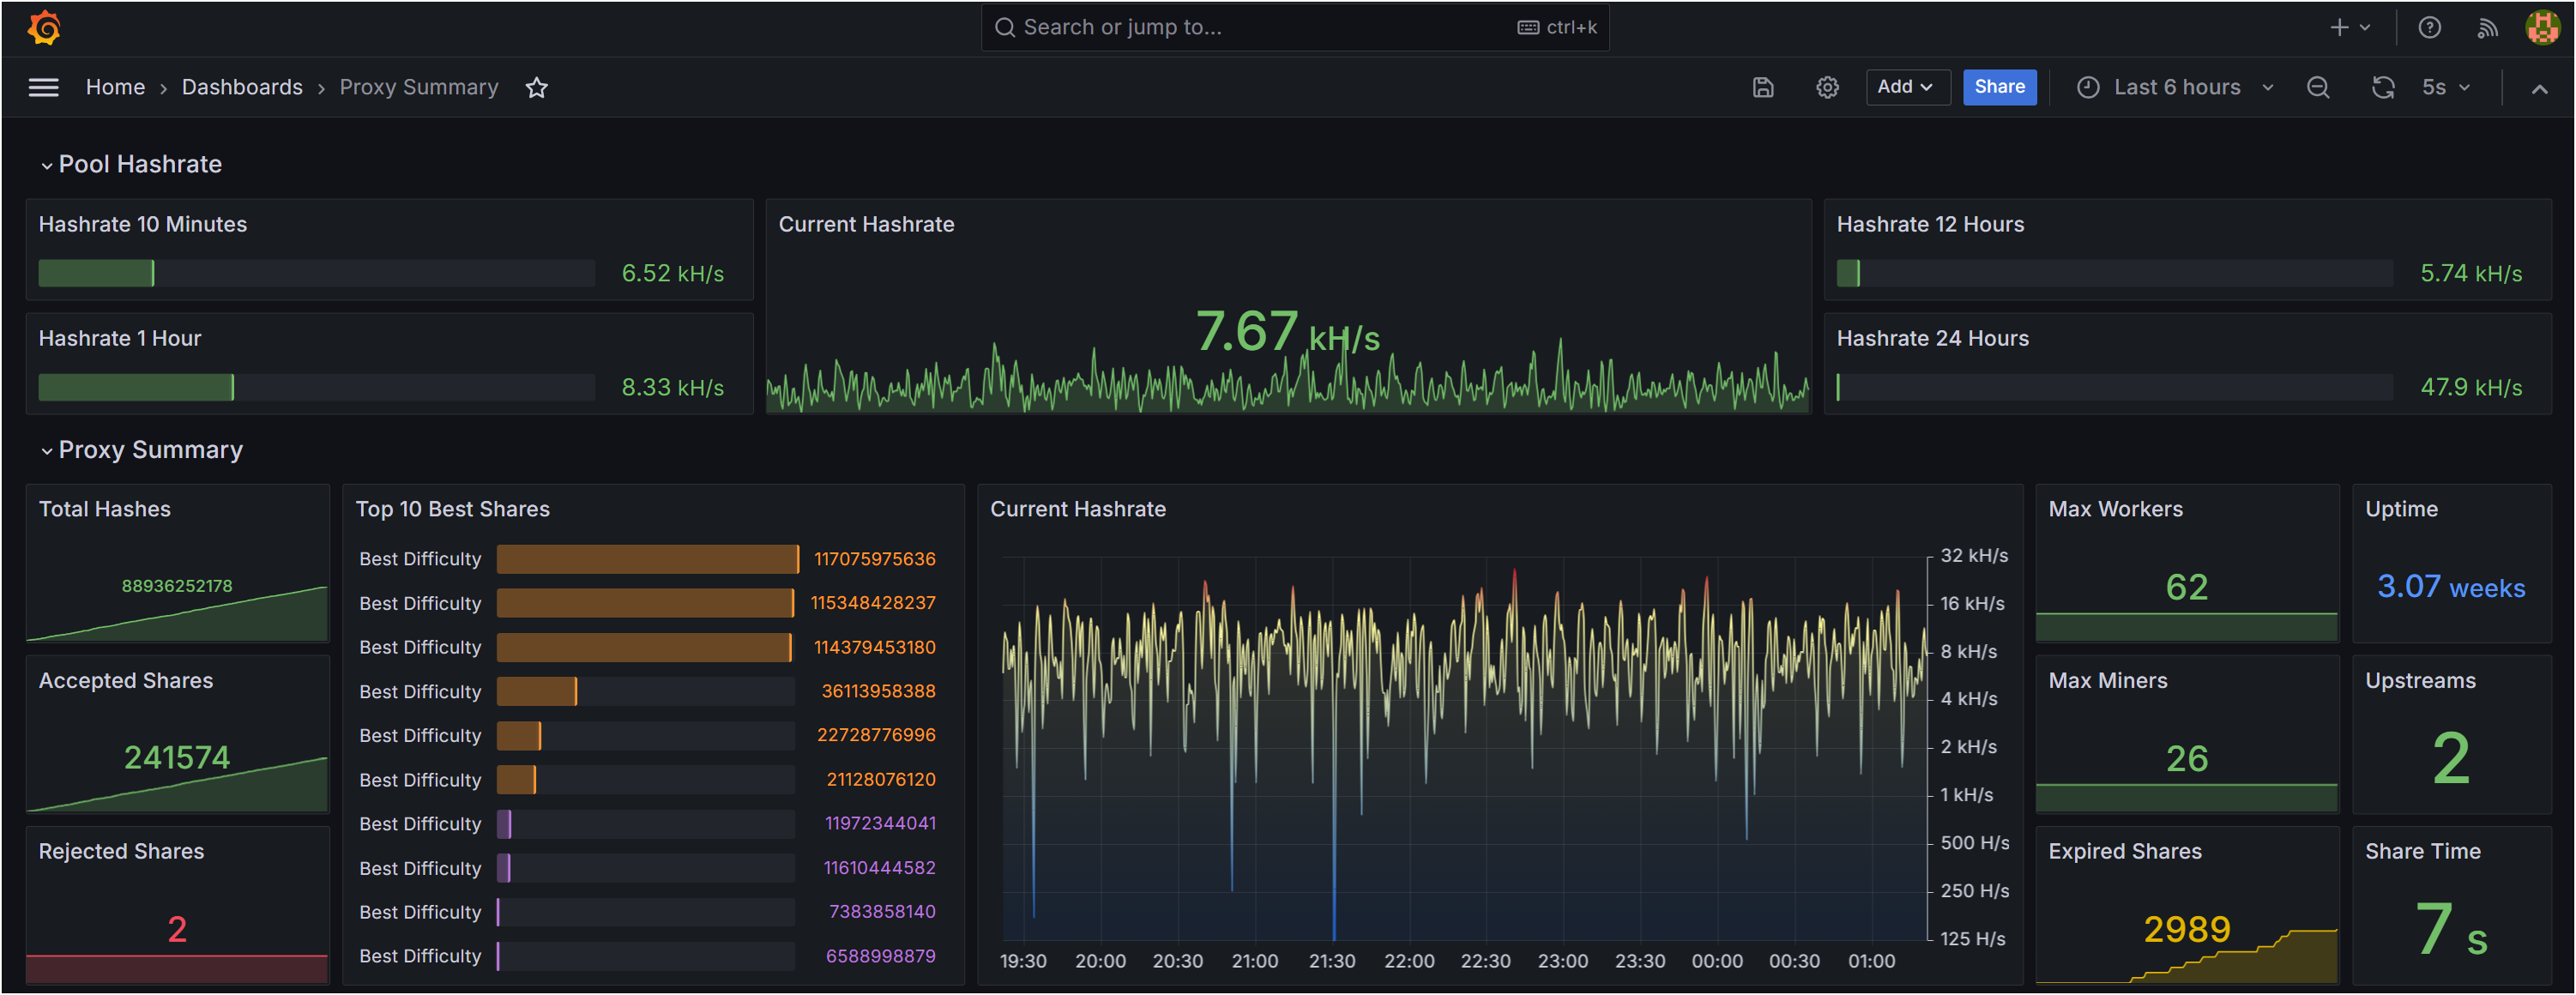 Search or jump to... ctrl+k
Home › Dashboards › Proxy Summary
Add
Share
Last 6 hours
5s
Pool Hashrate
Hashrate 10 Minutes
6.52 kH/s
Hashrate 1 Hour
8.33 kH/s
Current Hashrate
7.67 kH/s
Hashrate 12 Hours
5.74 kH/s
Hashrate 24 Hours
47.9 kH/s
Proxy Summary
Total Hashes
88936252178
Accepted Shares
241574
Rejected Shares
2
Top 10 Best Shares
Best Difficulty 117075975636
Best Difficulty 115348428237
Best Difficulty 114379453180
Best Difficulty 36113958388
Best Difficulty 22728776996
Best Difficulty 21128076120
Best Difficulty 11972344041
Best Difficulty 11610444582
Best Difficulty 7383858140
Best Difficulty 6588998879
Current Hashrate
32 kH/s
16 kH/s
8 kH/s
4 kH/s
2 kH/s
1 kH/s
500 H/s
250 H/s
125 H/s
19:30 20:00 20:30 21:00 21:30 22:00 22:30 23:00 23:30 00:00 00:30 01:00
Max Workers
62
Max Miners
26
Expired Shares
2989
Uptime
3.07 weeks
Upstreams
2
Share Time
7 s